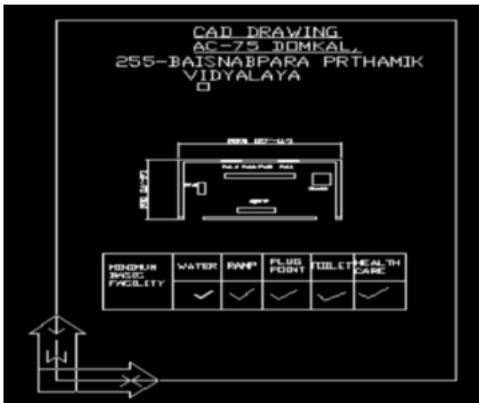 CAD DRAWING
AC-75 DOMKAL,
255-BAISNABPARA PRTHAMIK
VIDYALAYA
MINIMUM BASIC FACILITY
WATER
RAMP
PLUG POINT
TOILET
HEALTH CARE
W
X